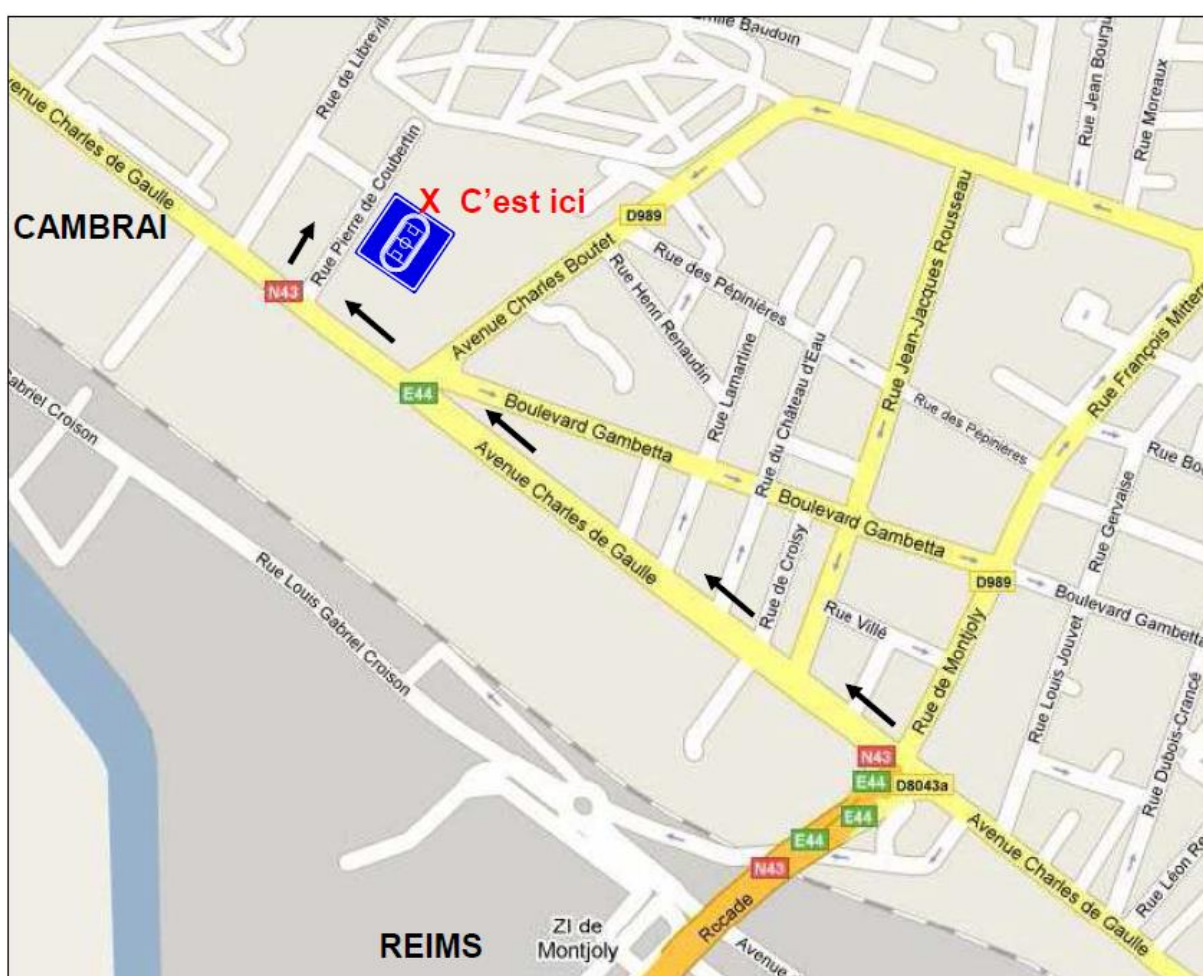 Emile Baudoin
Rue de Libreville
Rue Jean Bourgu
Rue Moreaux
Avenue Charles de Gaulle
Rue Pierre de Coubertin
X C'est ici
CAMBRAI
D989
N43
Avenue Charles Boutet
Rue des Pépinières
Rue Henri Renaudin
Rue Jean-Jacques Rousseau
Rue François Mitte
E44
Rue Lamartine
Rue du Château d'Eau
Rue des Pépinières
Gabriel Croison
Boulevard Gambetta
Avenue Charles de Gaulle
Rue Bo
Rue Gervaise
Boulevard Gambetta
Rue de Croisy
D989
Boulevard Gambetta
Rue Louis Gabriel Croison
Rue Villé
Rue de Montjoly
Rue Louis Jouvet
Rue Dubois-Crancé
N43
E44
D8043a
E44
E44
N43
Avenue Charles de Gaulle
Rue Léon Re
Rocade
ZI de
Montjoly
REIMS
Avenue